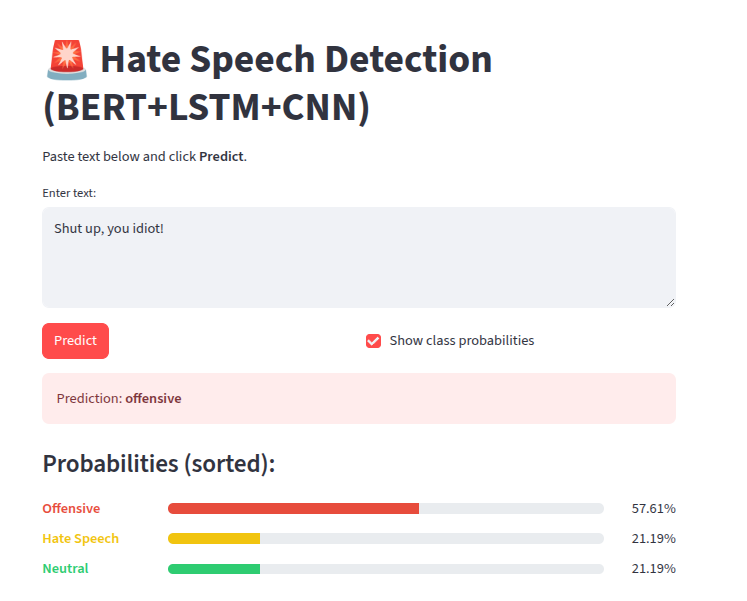 🚨 Hate Speech Detection
(BERT+LSTM+CNN)
Paste text below and click Predict.
Enter text:
Shut up, you idiot!
Predict
Show class probabilities
Prediction: offensive
Probabilities (sorted):
Offensive 57.61%
Hate Speech 21.19%
Neutral 21.19%